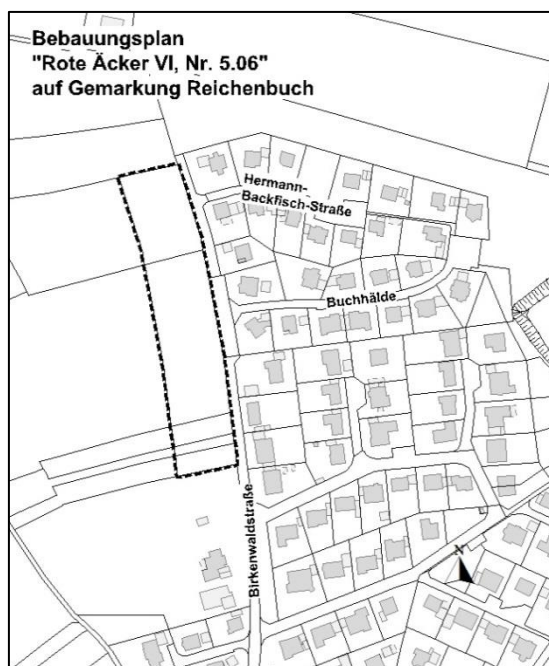 Bebauungsplan
"Rote Äcker VI, Nr. 5.06"
auf Gemarkung Reichenbuch
Hermann-
Backfisch-Straße
Buchhälde
Birkenwaldstraße
N